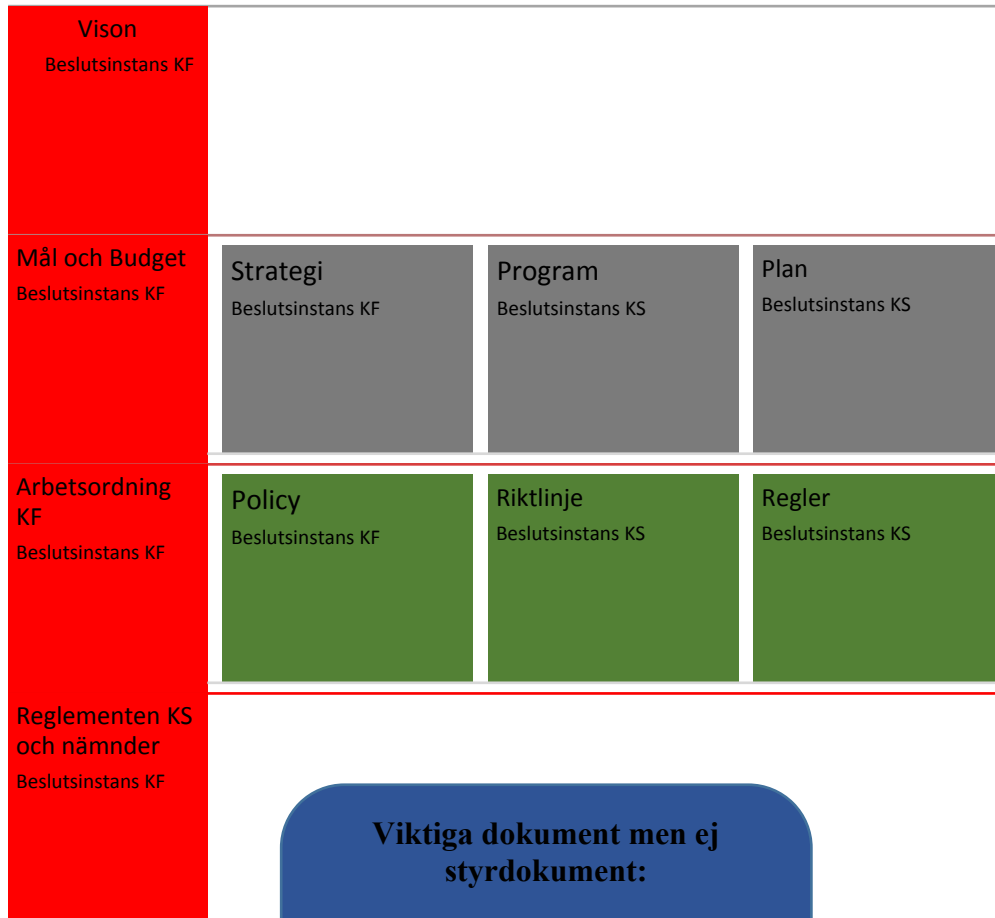 Vison
Beslutsinstans KF
Mål och Budget
Beslutsinstans KF
Strategi
Beslutsinstans KF
Program
Beslutsinstans KS
Plan
Beslutsinstans KS
Arbetsordning
KF
Beslutsinstans KF
Policy
Beslutsinstans KF
Riktlinje
Beslutsinstans KS
Regler
Beslutsinstans KS
Reglementen KS
och nämnder
Beslutsinstans KF
Viktiga dokument men ej
styrdokument: